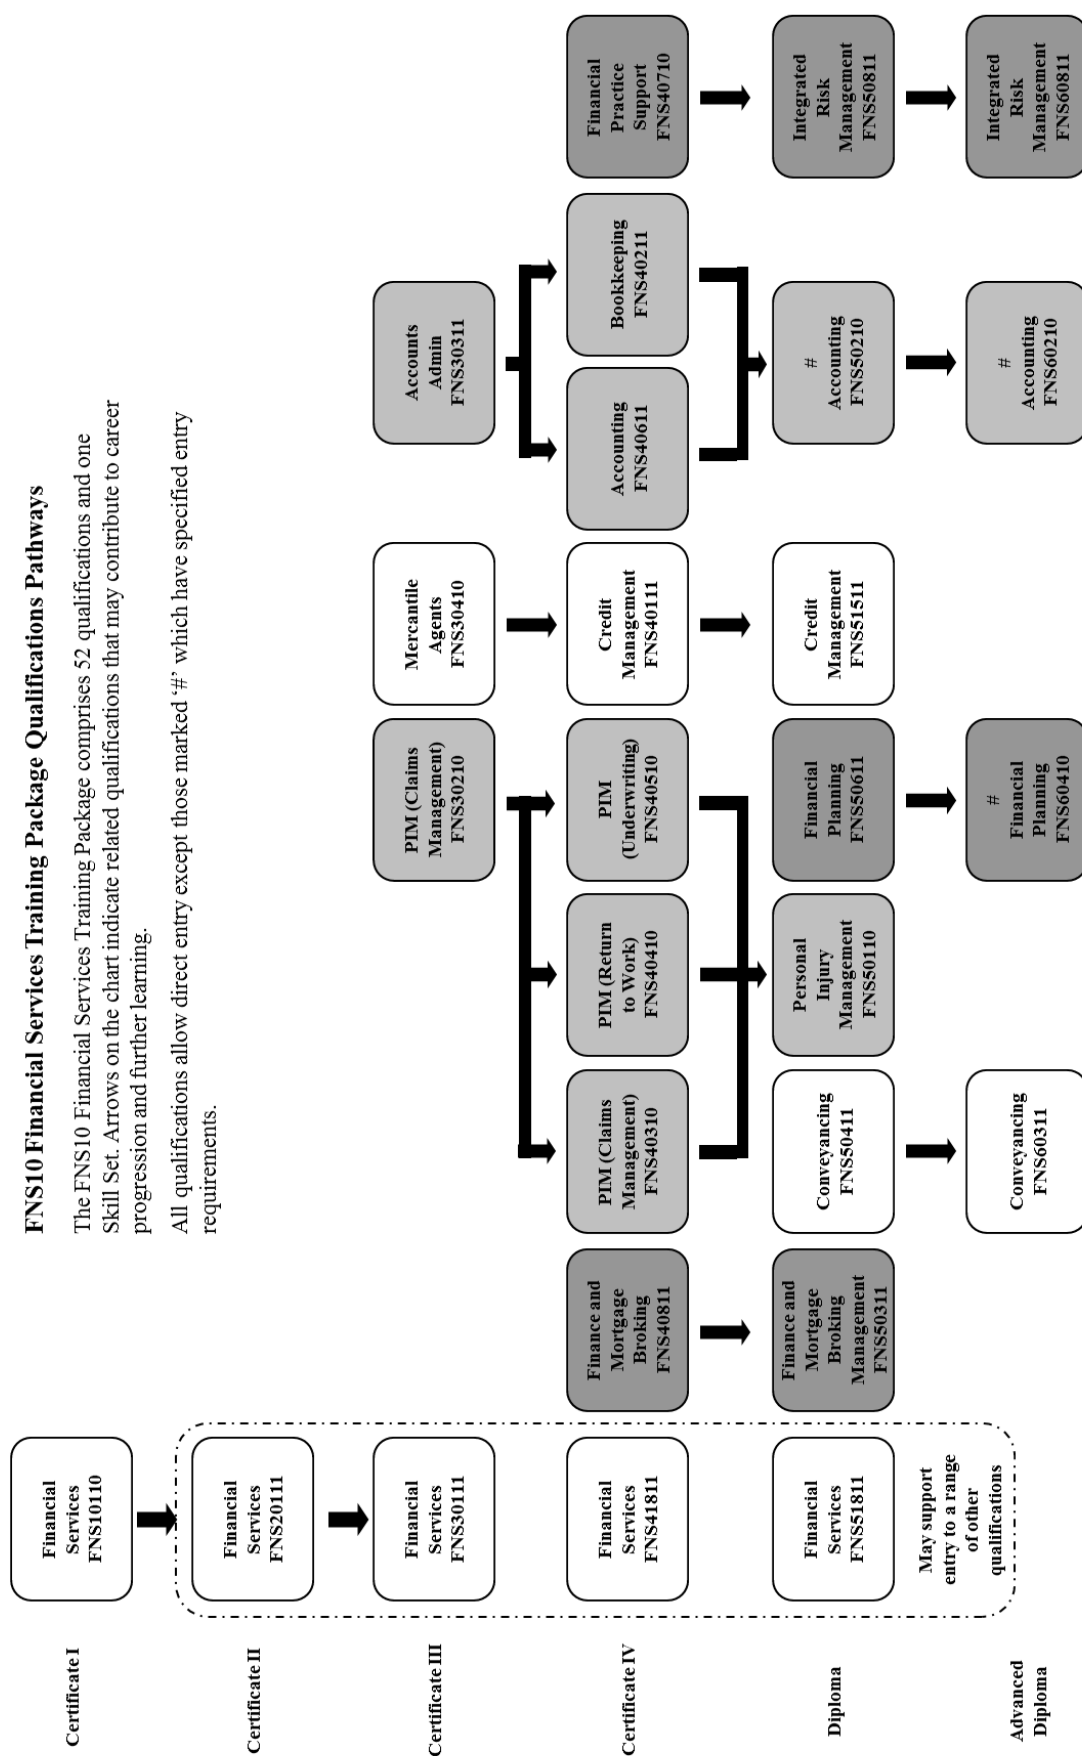 FNS10 Financial Services Training Package Qualifications Pathways
The FNS10 Financial Services Training Package comprises 52 qualifications and one
Skill Set. Arrows on the chart indicate related qualifications that may contribute to career
progression and further learning.
All qualifications allow direct entry except those marked ‘#’ which have specified entry
requirements.
Certificate I
Financial
Services
FNS10110
Certificate II
Financial
Services
FNS20111
Certificate III
Financial
Services
FNS30111
PIM (Claims
Management)
FNS30210
Mercantile
Agents
FNS30410
Accounts
Admin
FNS30311
Certificate IV
Financial
Services
FNS41811
Finance and
Mortgage
Broking
FNS40811
PIM (Claims
Management)
FNS40310
PIM (Return
to Work)
FNS40410
PIM
(Underwriting)
FNS40510
Credit
Management
FNS40111
Accounting
FNS40611
Bookkeeping
FNS40211
Financial
Practice
Support
FNS40710
Diploma
Financial
Services
FNS51811
Finance and
Mortgage
Broking
Management
FNS50311
Conveyancing
FNS50411
Personal
Injury
Management
FNS50110
Financial
Planning
FNS50611
Credit
Management
FNS51511
#
Accounting
FNS50210
Integrated
Risk
Management
FNS50811
May support
entry to a range
of other
qualifications
Advanced
Diploma
Conveyancing
FNS60311
#
Financial
Planning
FNS60410
#
Accounting
FNS60210
Integrated
Risk
Management
FNS60811